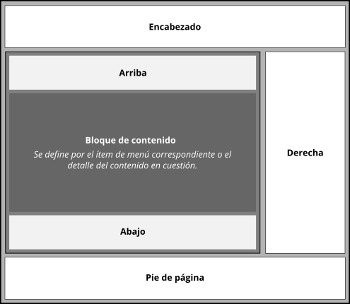 Encabezado
Arriba
Bloque de contenido
Se define por el ítem de menú correspondiente o el
detalle del contenido en cuestión.
Derecha
Abajo
Pie de página